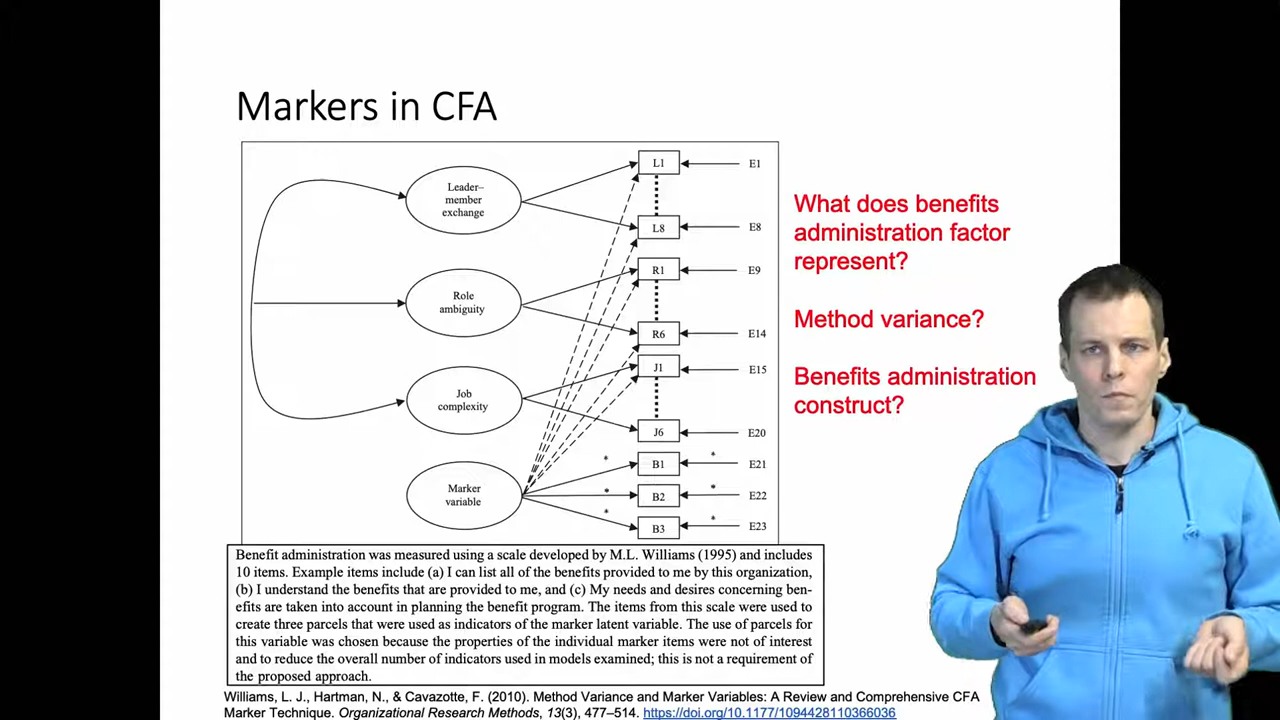 Markers in CFA
Leader–
member
exchange
Role
ambiguity
Job
complexity
Marker
variable
L1
E1
L8
E8
R1
E9
R6
E14
J1
E15
J6
E20
*
B1
*
E21
*
B2
*
E22
*
B3
*
E23
What does benefits
administration factor
represent?
Method variance?
Benefits administration
construct?
Benefit administration was measured using a scale developed by M.L. Williams (1995) and includes
10 items. Example items include (a) I can list all of the benefits provided to me by this organization,
(b) I understand the benefits that are provided to me, and (c) My needs and desires concerning ben-
efits are taken into account in planning the benefit program. The items from this scale were used to
create three parcels that were used as indicators of the marker latent variable. The use of parcels for
this variable was chosen because the properties of the individual marker items were not of interest
and to reduce the overall number of indicators used in models examined; this is not a requirement of
the proposed approach.
Williams, L. J., Hartman, N., & Cavazotte, F. (2010). Method Variance and Marker Variables: A Review and Comprehensive CFA
Marker Technique. Organizational Research Methods, 13(3), 477–514. https://doi.org/10.1177/1094428110366036